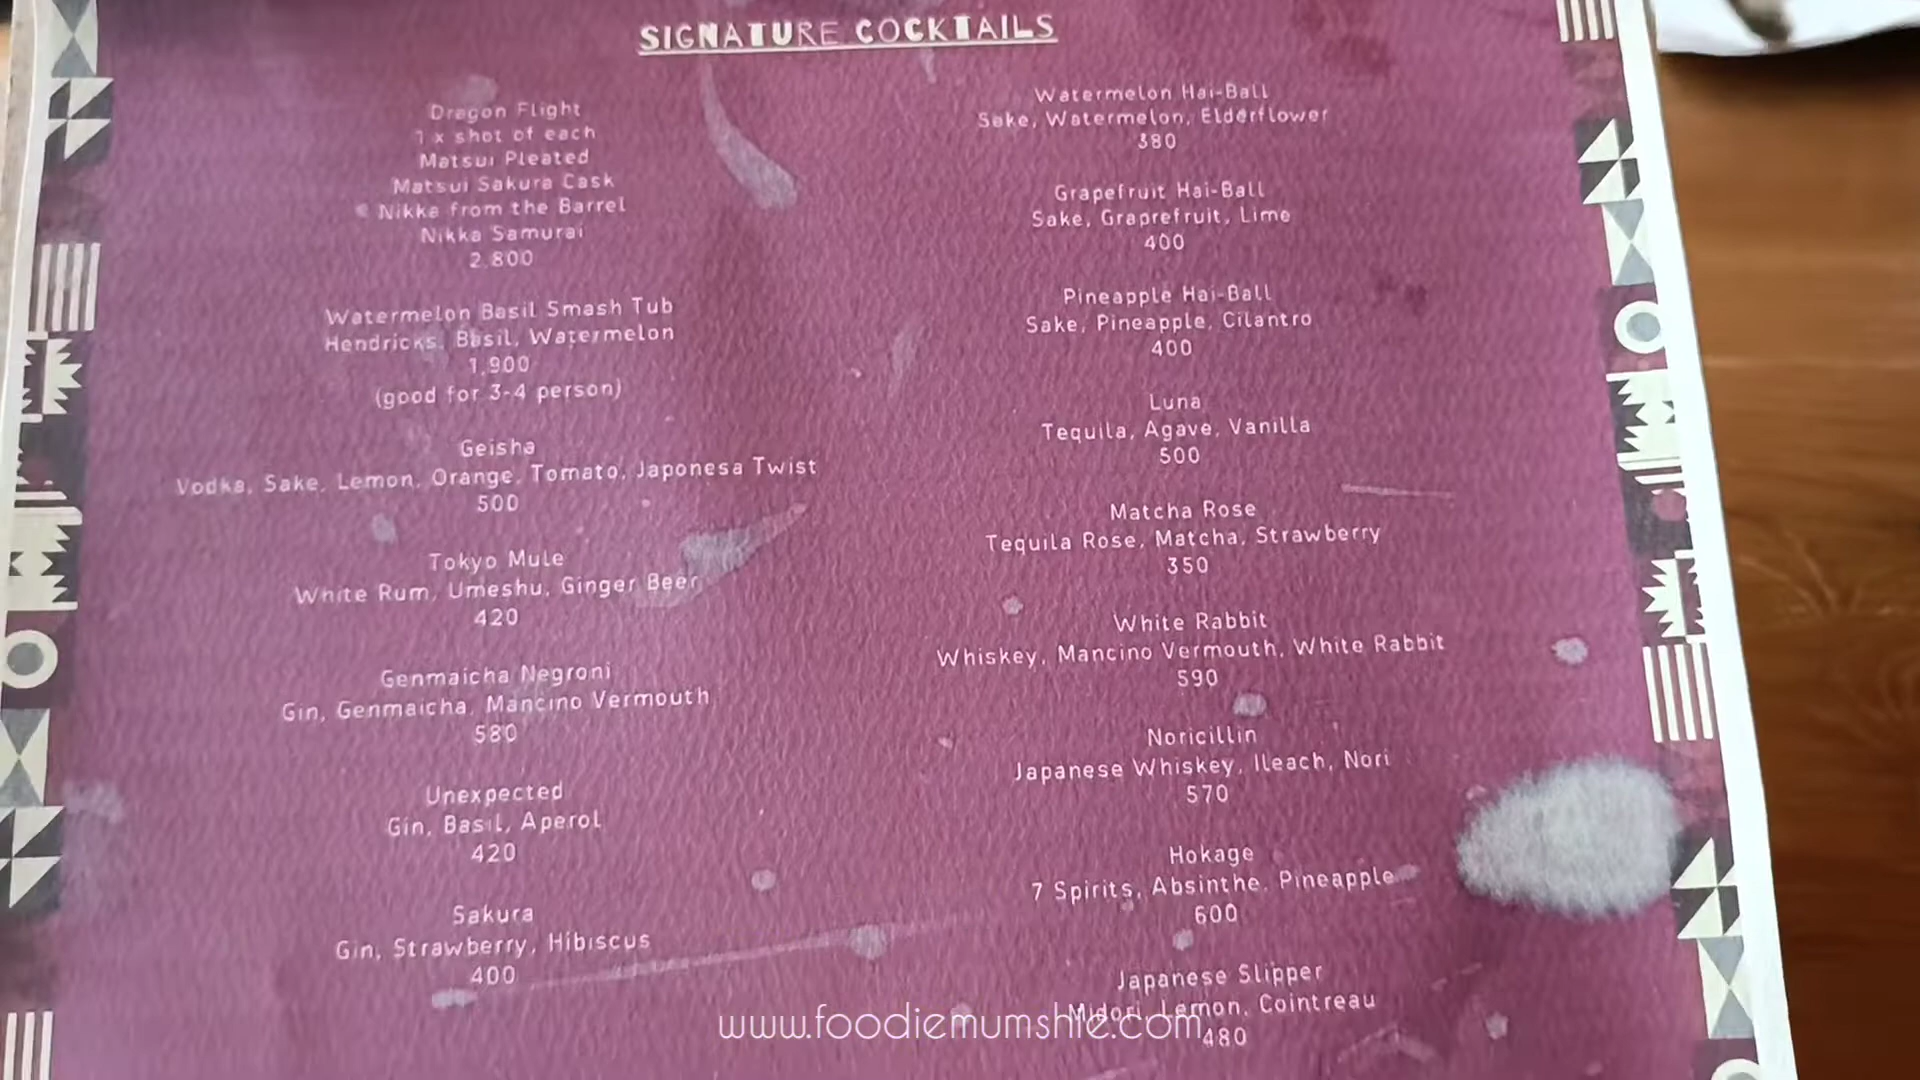 SIGNATURE COCKTAILS
Dragon Flight
1 x shot of each
Matsui Pleated
Matsui Sakura Cask
Nikka from the Barrel
Nikka Samurai
2,800
Watermelon Basil Smash Tub
Hendricks, Basil, Watermelon
1,900
(good for 3-4 person)
Geisha
Vodka, Sake, Lemon, Orange, Tomato, Japonesa Twist
500
Tokyo Mule
White Rum, Umeshu, Ginger Beer
420
Genmaicha Negroni
Gin, Genmaicha, Mancino Vermouth
580
Unexpected
Gin, Basil, Aperol
420
Sakura
Gin, Strawberry, Hibiscus
400
Watermelon Hai-Ball
Sake, Watermelon, Elderflower
380
Grapefruit Hai-Ball
Sake, Graprefruit, Lime
400
Pineapple Hai-Ball
Sake, Pineapple, Cilantro
400
Luna
Tequila, Agave, Vanilla
500
Matcha Rose
Tequila Rose, Matcha, Strawberry
350
White Rabbit
Whiskey, Mancino Vermouth, White Rabbit
590
Noricillin
Japanese Whiskey, Ileach, Nori
570
Hokage
7 Spirits, Absinthe, Pineapple
600
Japanese Slipper
Midori, Lemon, Cointreau
480
www.foodiemumshie.com